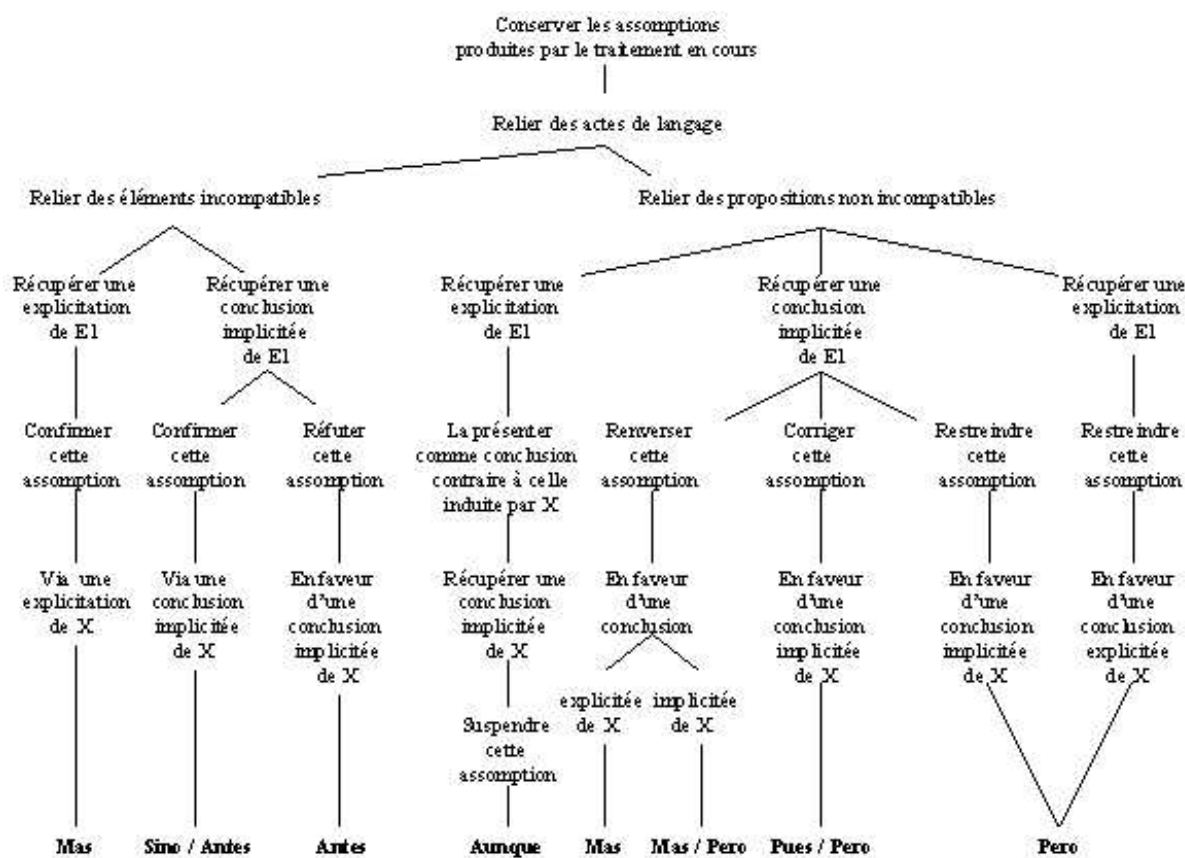 Conserver les assomptions
produites par le traitement en cours
Relier des actes de langage
Relier des éléments incompatibles
Relier des propositions non incompatibles
Récupérer une
explicitation
de E1
Récupérer une
conclusion
implicitée
de E1
Récupérer une
explicitation
de E1
Récupérer une
conclusion
implicitée
de E1
Récupérer une
explicitation
de E1
Confirmer
cette
assomption
Confirmer
cette
assomption
Réfuter
cette
assomption
La présenter
comme conclusion
contraire à celle
induite par X
Renverser
cette
assomption
Corriger
cette
assomption
Restreindre
cette
assomption
Restreindre
cette
assomption
Via une
explicitation
de X
Via une
conclusion
implicitée
de X
En faveur
d'une
conclusion
implicitée
de X
Récupérer une
conclusion
implicitée
de X
En faveur
d'une
conclusion
En faveur
d'une
conclusion
implicitée
de X
En faveur
d'une
conclusion
implicitée
de X
En faveur
d'une
conclusion
explicitée
de X
explicitée
de X
implicitée
de X
Suspendre
cette
assomption
Mas
Sino / Antes
Antes
Aunque
Mas
Mas / Pero
Pues / Pero
Pero